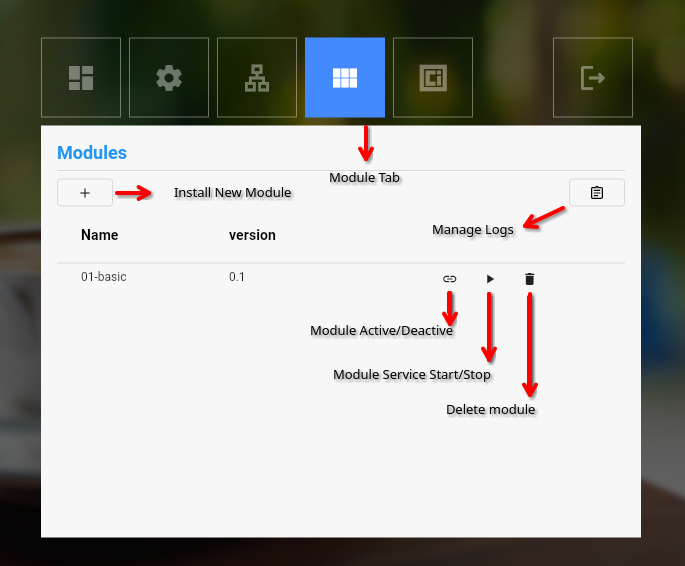 Modules
Module Tab
Install New Module
Manage Logs
Name version
01-basic 0.1
Module Active/Deactive
Module Service Start/Stop
Delete module